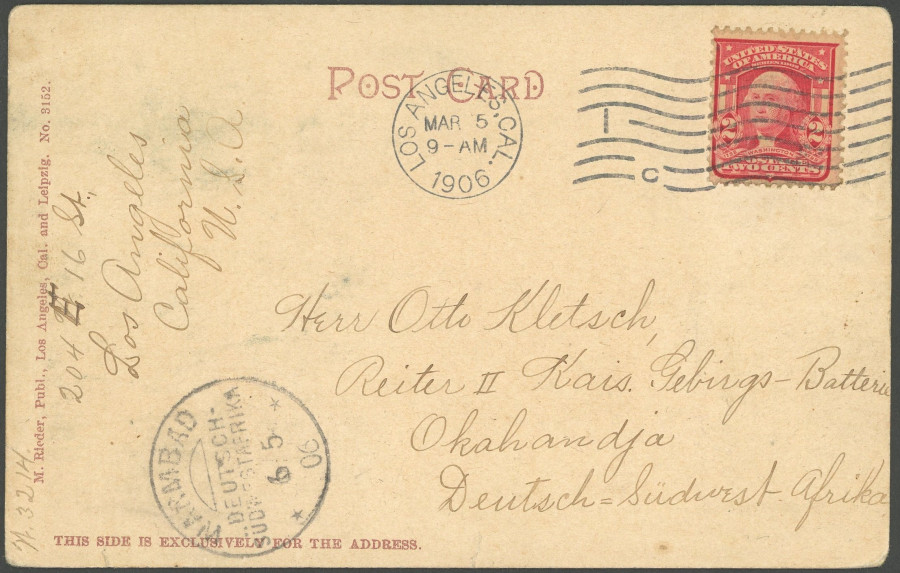 POST CARD
LOS ANGELES, CAL.
MAR 5
9-AM
1906
C
UNITED STATES
OF AMERICA
2 2
WASHINGTON
TWO CENTS
M. Rieder, Publ., Los Angeles, Cal. and Leipzig. No. 3152.
204 E 16 St.
Los Angeles
California
U. S. A
Herr Otto Kletsch,
Reiter II Kais. Gebirgs-Batterie
Okahandja
Deutsch=Südwest-Afrika
WARMBAD
DEUTSCH-
SÜDWESTAFRIKA
6 5
06
N. 3214.
THIS SIDE IS EXCLUSIVELY FOR THE ADDRESS.